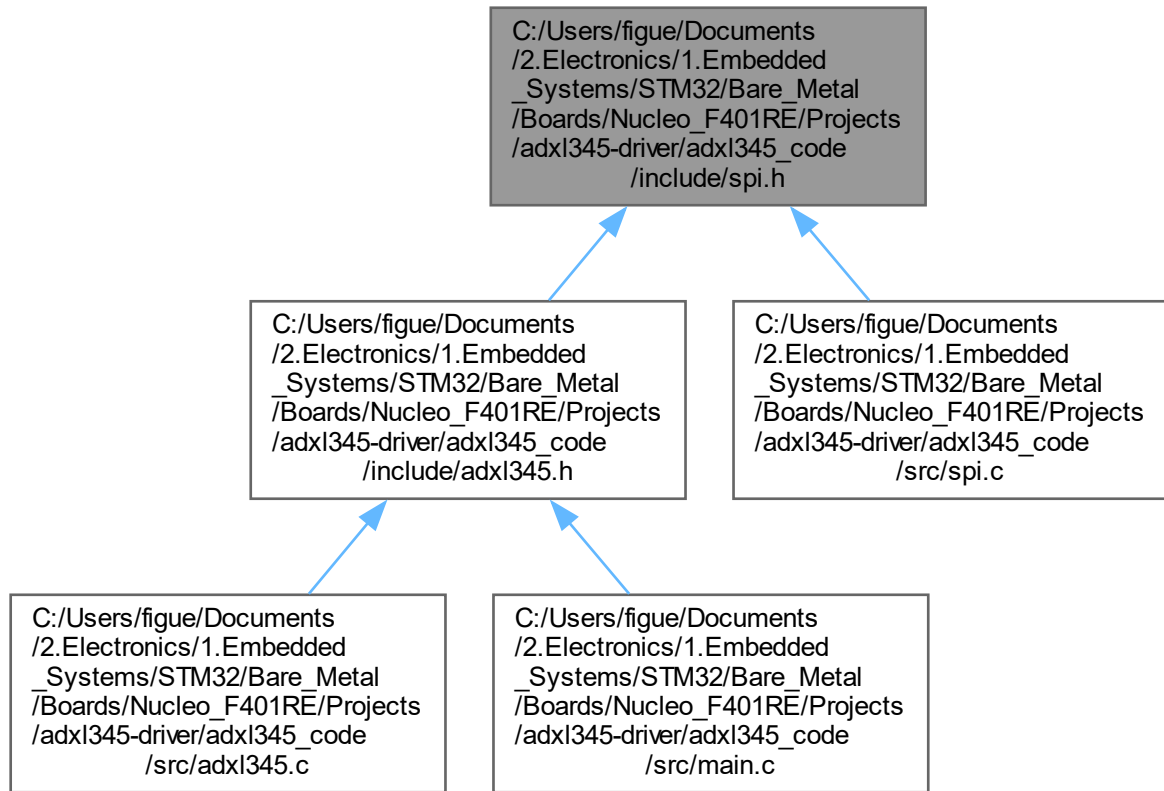 C:/Users/figue/Documents
/2.Electronics/1.Embedded
_Systems/STM32/Bare_Metal
/Boards/Nucleo_F401RE/Projects
/adxl345-driver/adxl345_code
/include/spi.h
C:/Users/figue/Documents
/2.Electronics/1.Embedded
_Systems/STM32/Bare_Metal
/Boards/Nucleo_F401RE/Projects
/adxl345-driver/adxl345_code
/include/adxl345.h
C:/Users/figue/Documents
/2.Electronics/1.Embedded
_Systems/STM32/Bare_Metal
/Boards/Nucleo_F401RE/Projects
/adxl345-driver/adxl345_code
/src/spi.c
C:/Users/figue/Documents
/2.Electronics/1.Embedded
_Systems/STM32/Bare_Metal
/Boards/Nucleo_F401RE/Projects
/adxl345-driver/adxl345_code
/src/adxl345.c
C:/Users/figue/Documents
/2.Electronics/1.Embedded
_Systems/STM32/Bare_Metal
/Boards/Nucleo_F401RE/Projects
/adxl345-driver/adxl345_code
/src/main.c